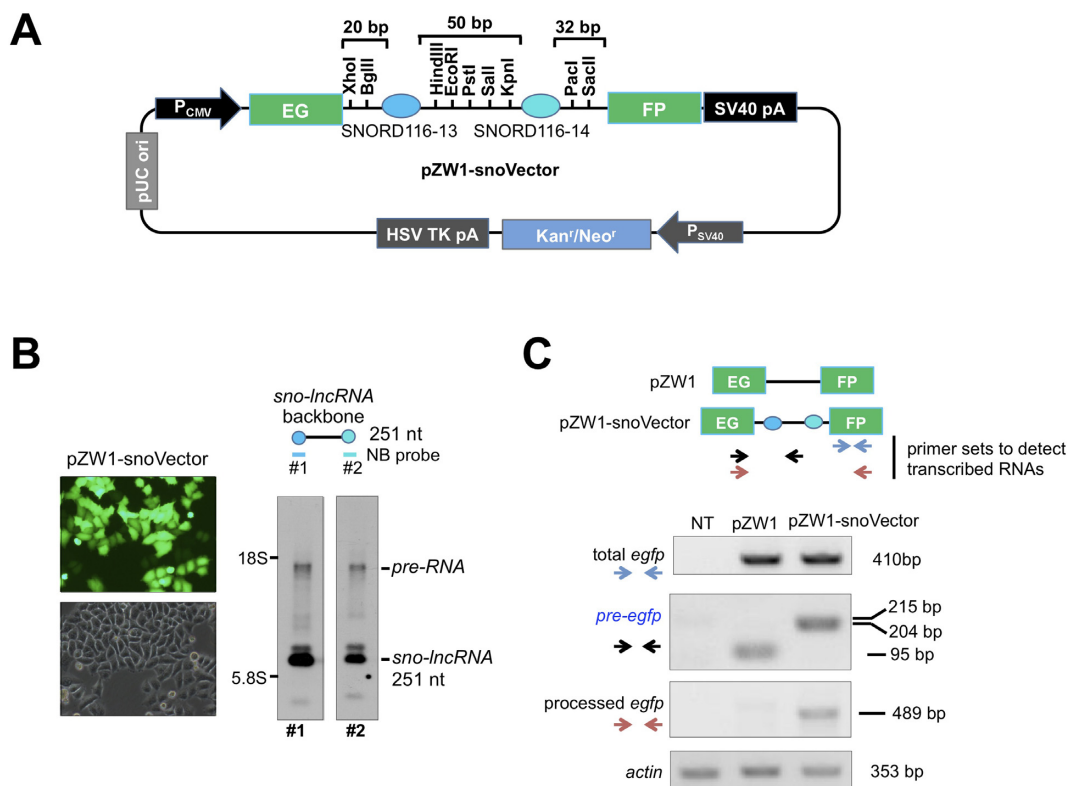 A
20 bp
50 bp
32 bp
XhoI
BglII
HindIII
EcoRI
PstI
SalI
KpnI
PacI
SacII
PCMV
EG
FP
SV40 pA
SNORD116-13
SNORD116-14
pUC ori
pZW1-snoVector
HSV TK pA
Kanr/Neor
PSV40
B
pZW1-snoVector
sno-lncRNA
backbone
251 nt
NB probe
#1
#2
18S
pre-RNA
sno-lncRNA
251 nt
5.8S
#1
#2
C
pZW1
EG
FP
pZW1-snoVector
EG
FP
primer sets to detect
transcribed RNAs
NT
pZW1
pZW1-snoVector
total egfp
410bp
pre-egfp
215 bp
204 bp
95 bp
processed egfp
489 bp
actin
353 bp